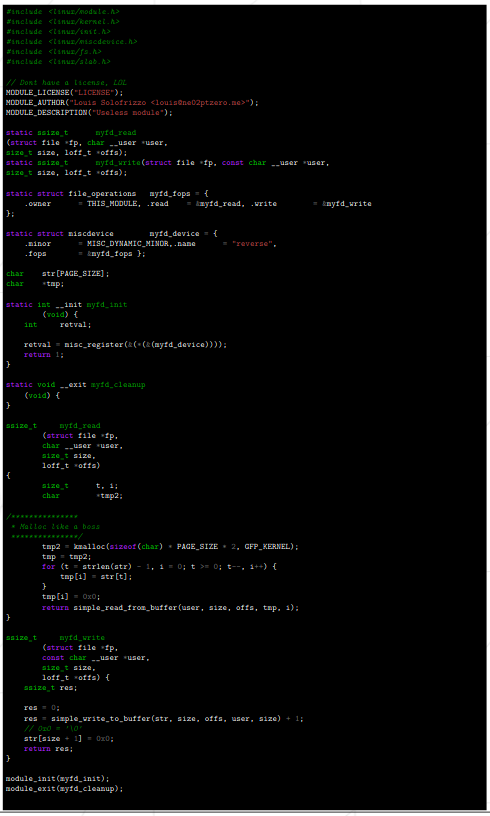 #include <linux/module.h>
#include <linux/kernel.h>
#include <linux/init.h>
#include <linux/miscdevice.h>
#include <linux/fs.h>
#include <linux/slab.h>
// Dont have a license, LOL
MODULE_LICENSE("LICENSE");
MODULE_AUTHOR("Louis Solofrizzo <louis@ne02ptzero.me>");
MODULE_DESCRIPTION("Useless module");
static ssize_t myfd_read
(struct file *fp, char __user *user,
size_t size, loff_t *offs);
static ssize_t myfd_write(struct file *fp, const char __user *user,
size_t size, loff_t *offs);
static struct file_operations myfd_fops = {
.owner = THIS_MODULE, .read = &myfd_read, .write = &myfd_write
};
static struct miscdevice myfd_device = {
.minor = MISC_DYNAMIC_MINOR,.name = "reverse",
.fops = &myfd_fops };
char str[PAGE_SIZE];
char *tmp;
static int __init myfd_init
(void) {
int retval;
retval = misc_register(&(*(&(myfd_device))));
return 1;
}
static void __exit myfd_cleanup
(void) {
}
ssize_t myfd_read
(struct file *fp,
char __user *user,
size_t size,
loff_t *offs)
{
size_t t, i;
char *tmp2;
/***************
* Malloc like a boss
***************/
tmp2 = kmalloc(sizeof(char) * PAGE_SIZE * 2, GFP_KERNEL);
tmp = tmp2;
for (t = strlen(str) - 1, i = 0; t >= 0; t--, i++) {
tmp[i] = str[t];
}
tmp[i] = 0x0;
return simple_read_from_buffer(user, size, offs, tmp, i);
}
ssize_t myfd_write
(struct file *fp,
const char __user *user,
size_t size,
loff_t *offs) {
ssize_t res;
res = 0;
res = simple_write_to_buffer(str, size, offs, user, size) + 1;
// 0x0 = '\0'
str[size + 1] = 0x0;
return res;
}
module_init(myfd_init);
module_exit(myfd_cleanup);